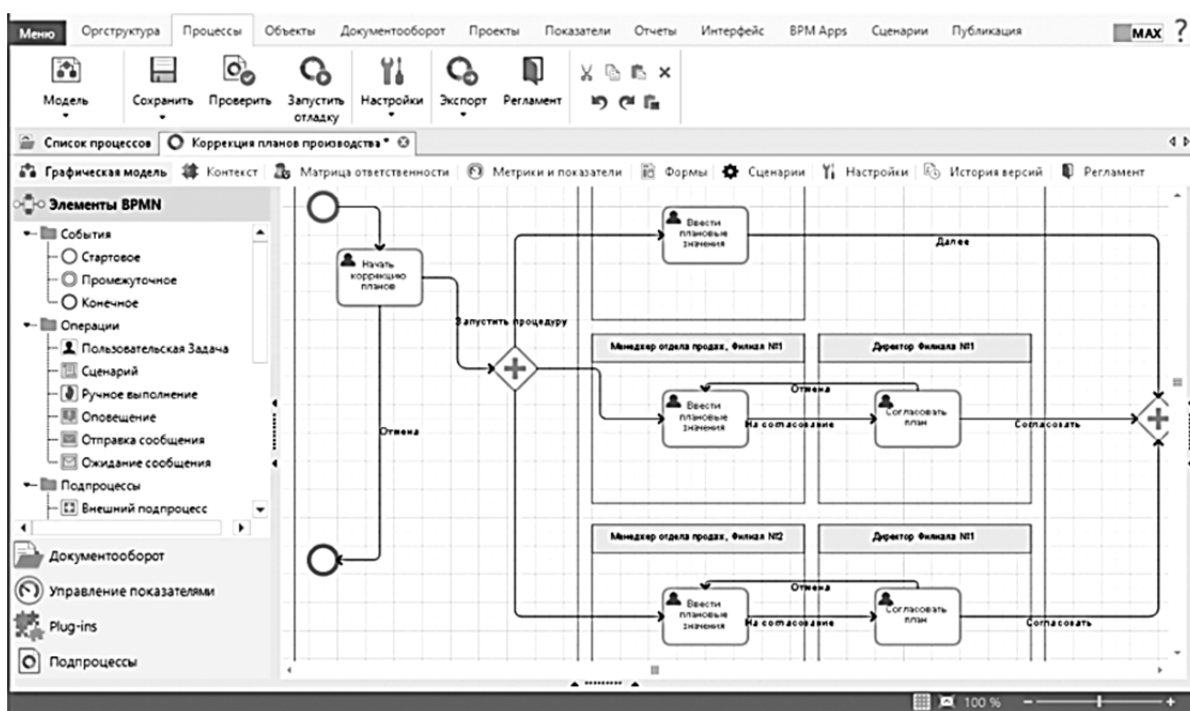 Меню Оргструктура Процессы Объекты Документооборот Проекты Показатели Отчеты Интерфейс BPM Apps Сценарии Публикация MAX ?
Модель Сохранить Проверить Запустить отладку Настройки Экспорт Регламент
Список процессов Коррекция планов производства *
Графическая модель Контекст Матрица ответственности Метрики и показатели Формы Сценарии Настройки История версий Регламент
Элементы BPMN
События
Стартовое
Промежуточное
Конечное
Операции
Пользовательская Задача
Сценарий
Ручное выполнение
Оповещение
Отправка сообщения
Ожидание сообщения
Подпроцессы
Внешний подпроцесс
Документооборот
Управление показателями
Plug-ins
Подпроцессы
Начать
коррекцию
планов
Запустить процедуру
Отмена
Ввести
плановые
значения
Далее
Менеджер отдела продаж, Филиал №1
Директор Филиала №1
Ввести
плановые
значения
Отмена
На согласование
Согласовать
план
Согласовать
Менеджер отдела продаж, Филиал №2
Директор Филиала №1
Ввести
плановые
значения
Отмена
На согласование
Согласовать
план
Согласовать
100 %